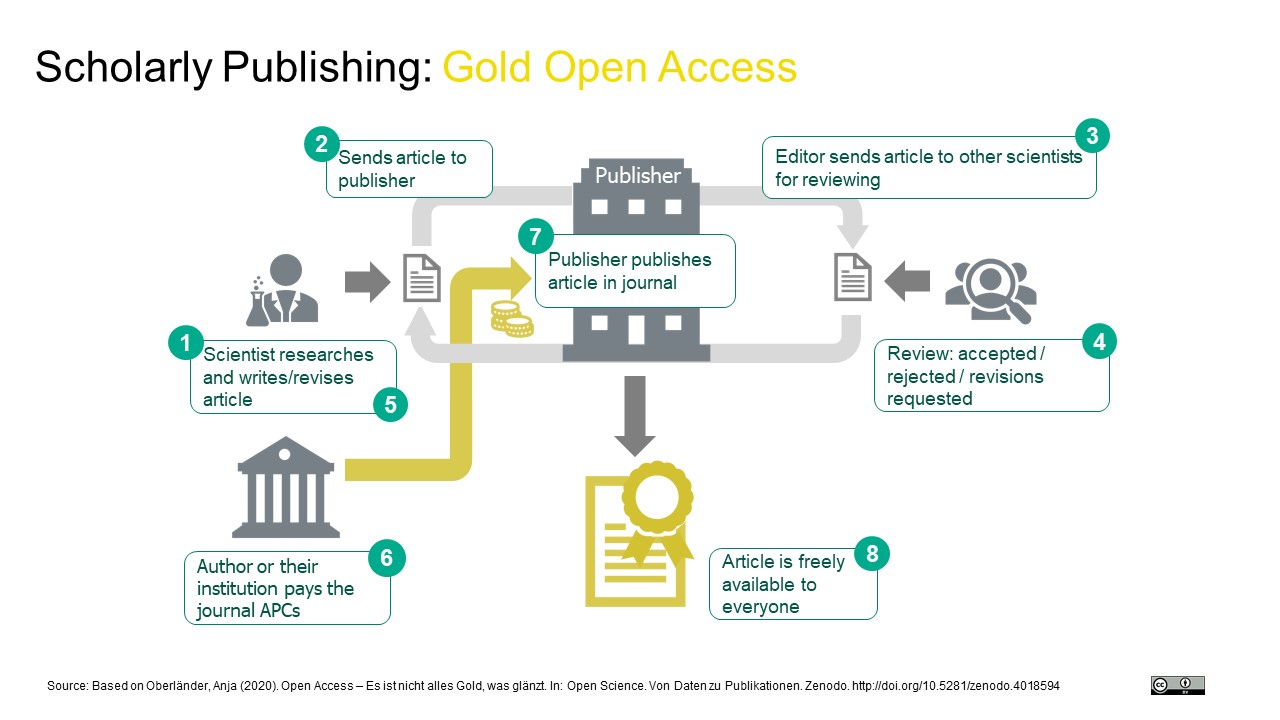 Scholarly Publishing: Gold Open Access
2
Sends article to
publisher
Publisher
3
Editor sends article to other scientists
for reviewing
7
Publisher publishes
article in journal
1
Scientist researches
and writes/revises
article
5
4
Review: accepted /
rejected / revisions
requested
6
Author or their
institution pays the
journal APCs
8
Article is freely
available to
everyone
Source: Based on Oberländer, Anja (2020). Open Access – Es ist nicht alles Gold, was glänzt. In: Open Science. Von Daten zu Publikationen. Zenodo. http://doi.org/10.5281/zenodo.4018594
cc
BY